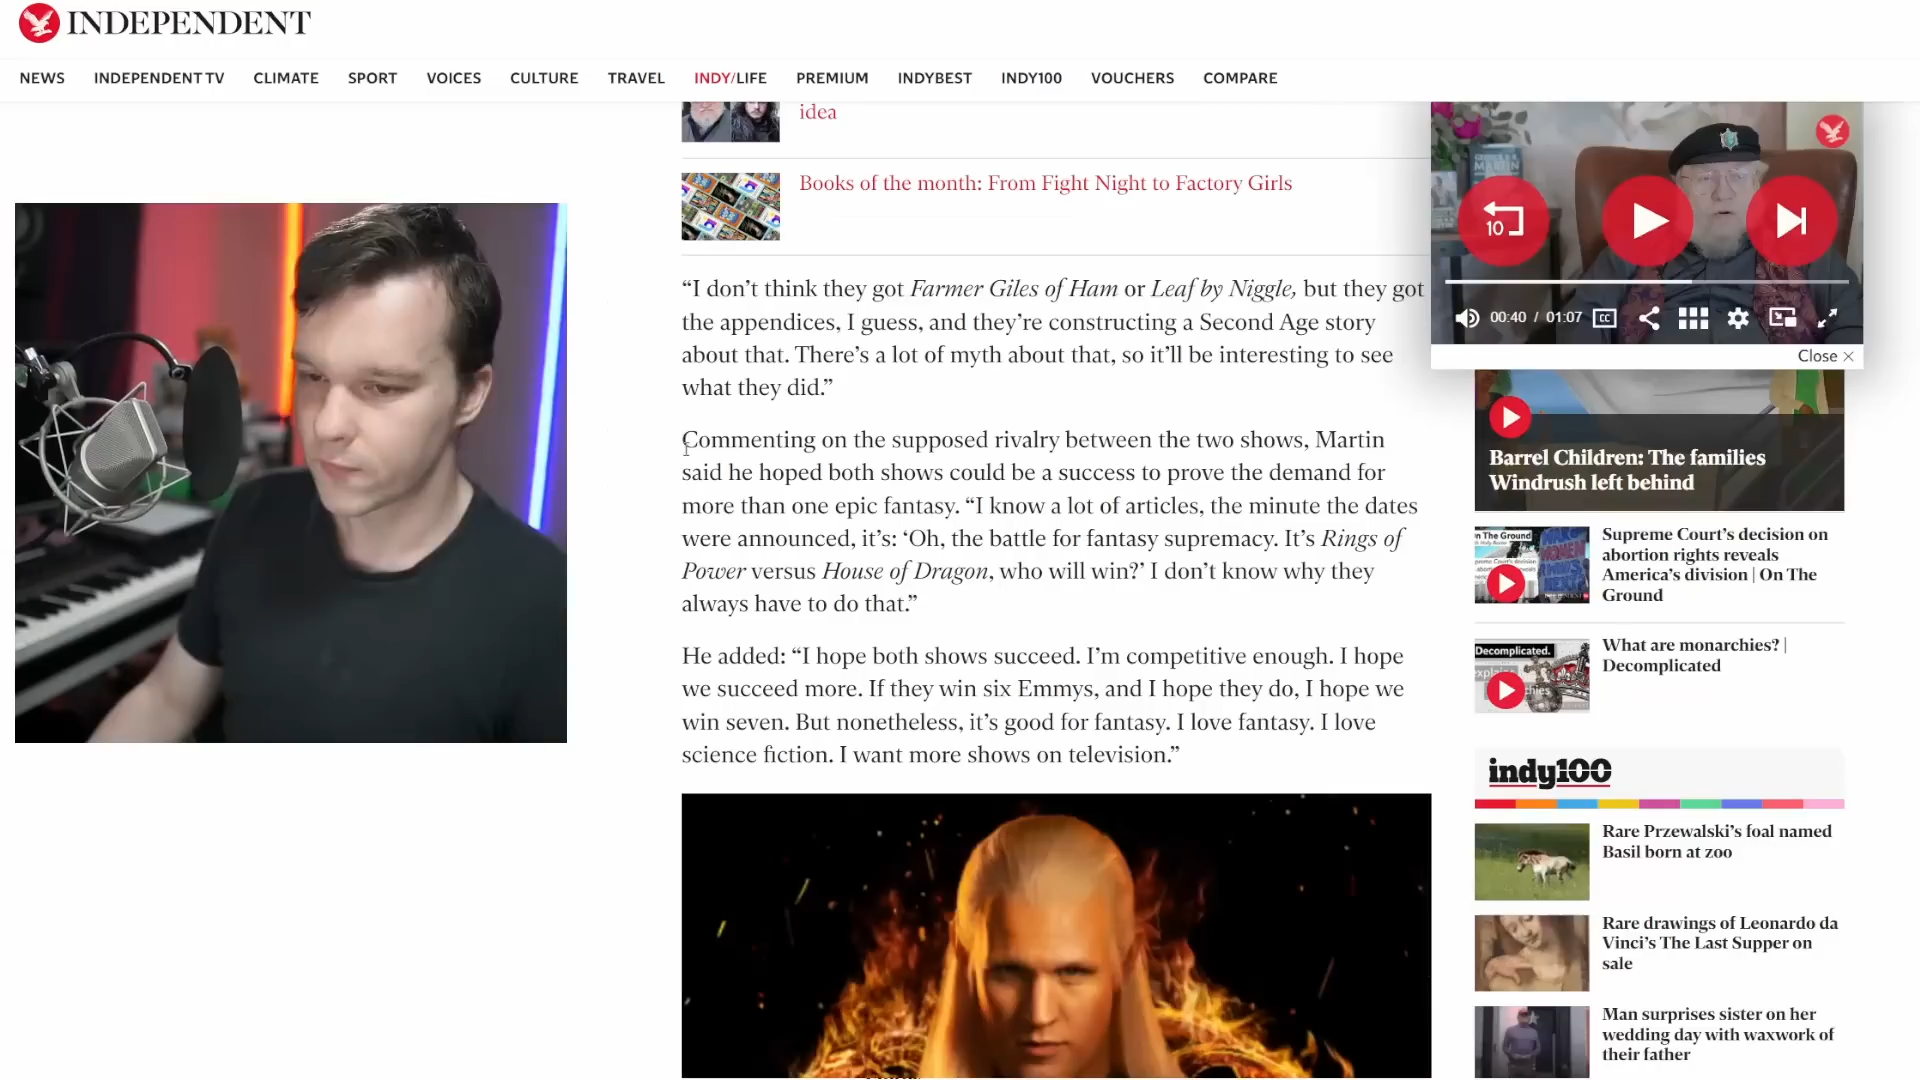 INDEPENDENT
NEWS INDEPENDENT TV CLIMATE SPORT VOICES CULTURE TRAVEL INDY/LIFE PREMIUM INDYBEST INDY100 VOUCHERS COMPARE
idea
Books of the month: From Fight Night to Factory Girls
“I don’t think they got Farmer Giles of Ham or Leaf by Niggle, but they got
the appendices, I guess, and they’re constructing a Second Age story
about that. There’s a lot of myth about that, so it’ll be interesting to see
what they did.”
Commenting on the supposed rivalry between the two shows, Martin
said he hoped both shows could be a success to prove the demand for
more than one epic fantasy. “I know a lot of articles, the minute the dates
were announced, it’s: ‘Oh, the battle for fantasy supremacy. It’s Rings of
Power versus House of Dragon, who will win?’ I don’t know why they
always have to do that.”
He added: “I hope both shows succeed. I’m competitive enough. I hope
we succeed more. If they win six Emmys, and I hope they do, I hope we
win seven. But nonetheless, it’s good for fantasy. I love fantasy. I love
science fiction. I want more shows on television.”
10
00:40 / 01:07 CC
Close ×
Barrel Children: The families
Windrush left behind
n The Ground
Supreme Court’s decision on
abortion rights reveals
America’s division | On The
Ground
Decomplicated.
What are monarchies? |
Decomplicated
indy100
Rare Przewalski’s foal named
Basil born at zoo
Rare drawings of Leonardo da
Vinci’s The Last Supper on
sale
Man surprises sister on her
wedding day with waxwork of
their father